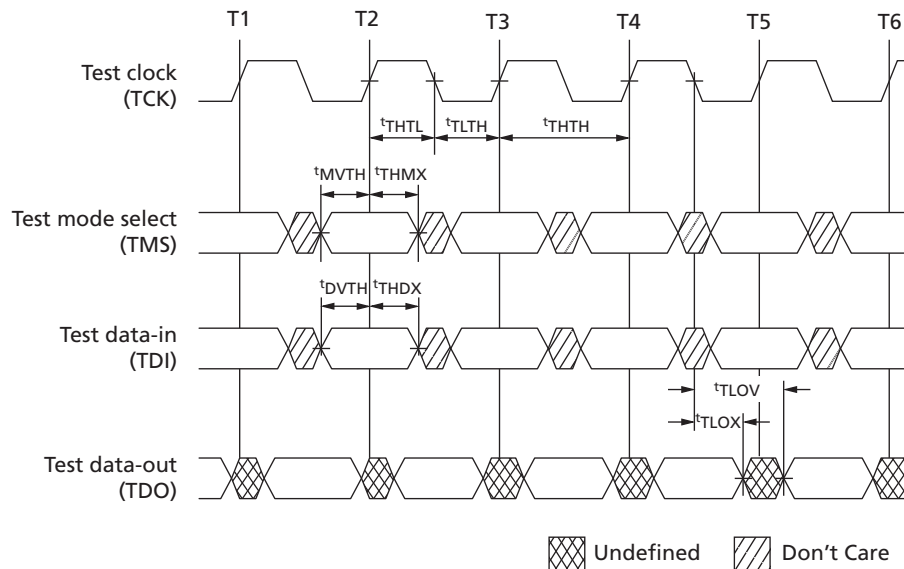 T1 T2 T3 T4 T5 T6
Test clock
(TCK)
tTHTL tTLTH tTHTH
tMVTH tTHMX
Test mode select
(TMS)
tDVTH tTHDX
Test data-in
(TDI)
tTLOV
tTLOX
Test data-out
(TDO)
Undefined Don't Care